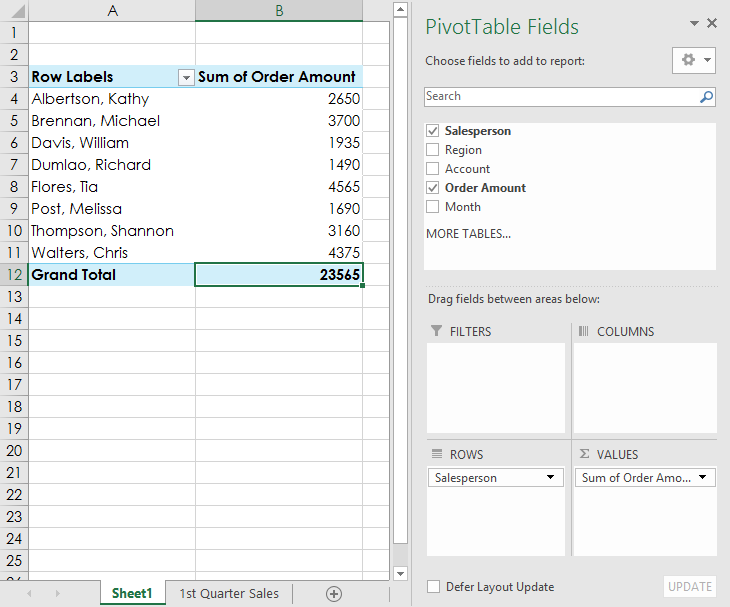 A B
1
2
3 Row Labels Sum of Order Amount
4 Albertson, Kathy 2650
5 Brennan, Michael 3700
6 Davis, William 1935
7 Dumlao, Richard 1490
8 Flores, Tia 4565
9 Post, Melissa 1690
10 Thompson, Shannon 3160
11 Walters, Chris 4375
12 Grand Total 23565
13
14
15
16
17
18
19
20
21
22
23
24
25
Sheet1 1st Quarter Sales
PivotTable Fields
Choose fields to add to report:
Search
Salesperson
Region
Account
Order Amount
Month
MORE TABLES...
Drag fields between areas below:
FILTERS COLUMNS
ROWS Σ VALUES
Salesperson Sum of Order Amo...
Defer Layout Update UPDATE